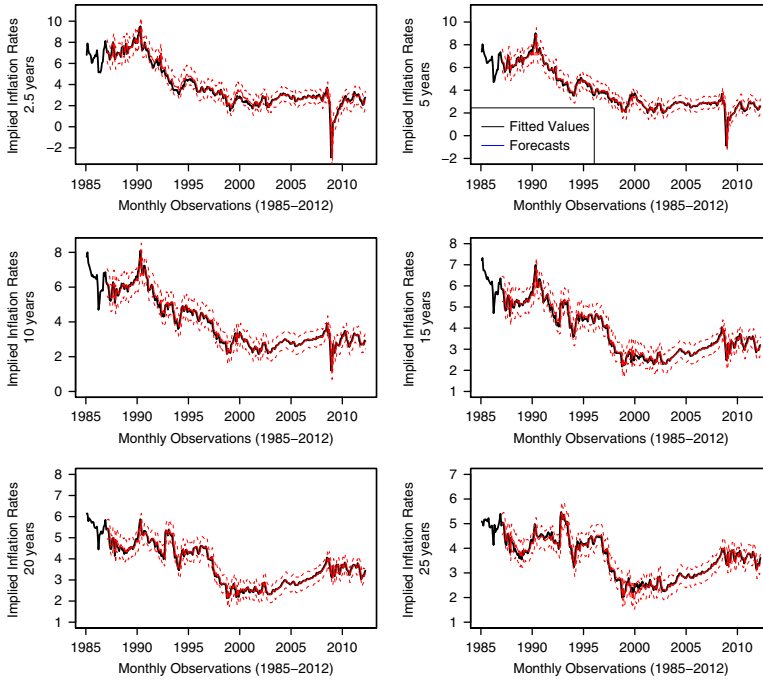 Implied Inflation Rates
2.5 years
10
8
6
4
2
0
−2
1985 1990 1995 2000 2005 2010
Monthly Observations (1985−2012)
Implied Inflation Rates
5 years
10
8
6
4
2
0
−2
Fitted Values
Forecasts
1985 1990 1995 2000 2005 2010
Monthly Observations (1985−2012)
Implied Inflation Rates
10 years
8
6
4
2
0
1985 1990 1995 2000 2005 2010
Monthly Observations (1985−2012)
Implied Inflation Rates
15 years
8
7
6
5
4
3
2
1
1985 1990 1995 2000 2005 2010
Monthly Observations (1985−2012)
Implied Inflation Rates
20 years
8
7
6
5
4
3
2
1
1985 1990 1995 2000 2005 2010
Monthly Observations (1985−2012)
Implied Inflation Rates
25 years
7
6
5
4
3
2
1
1985 1990 1995 2000 2005 2010
Monthly Observations (1985−2012)